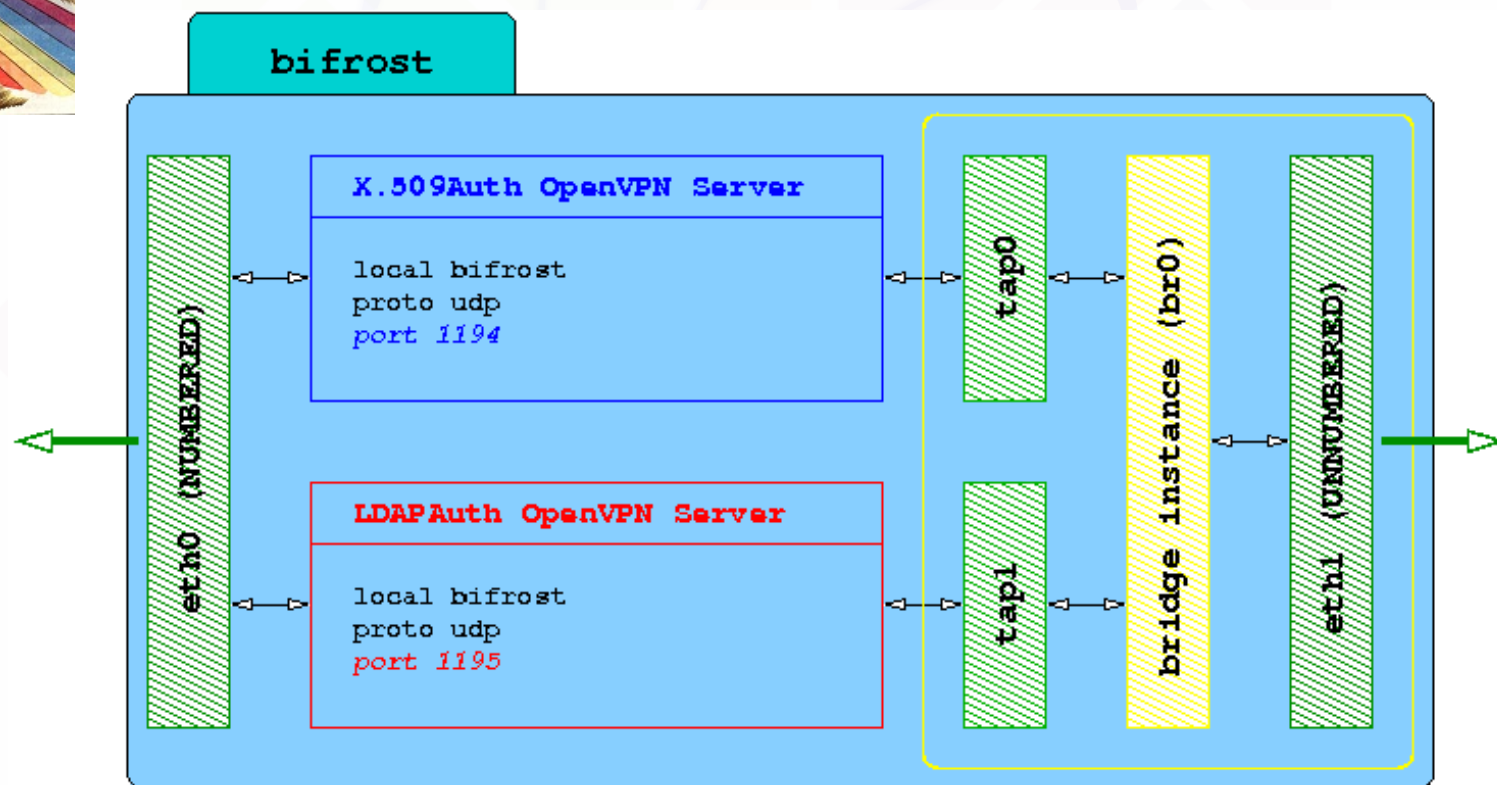 bifrost
eth0 (NUMBERED)
X.509Auth OpenVPN Server
local bifrost
proto udp
port 1194
LDAPAuth OpenVPN Server
local bifrost
proto udp
port 1195
tap0
tap1
bridge instance (br0)
eth1 (UNNUMBERED)